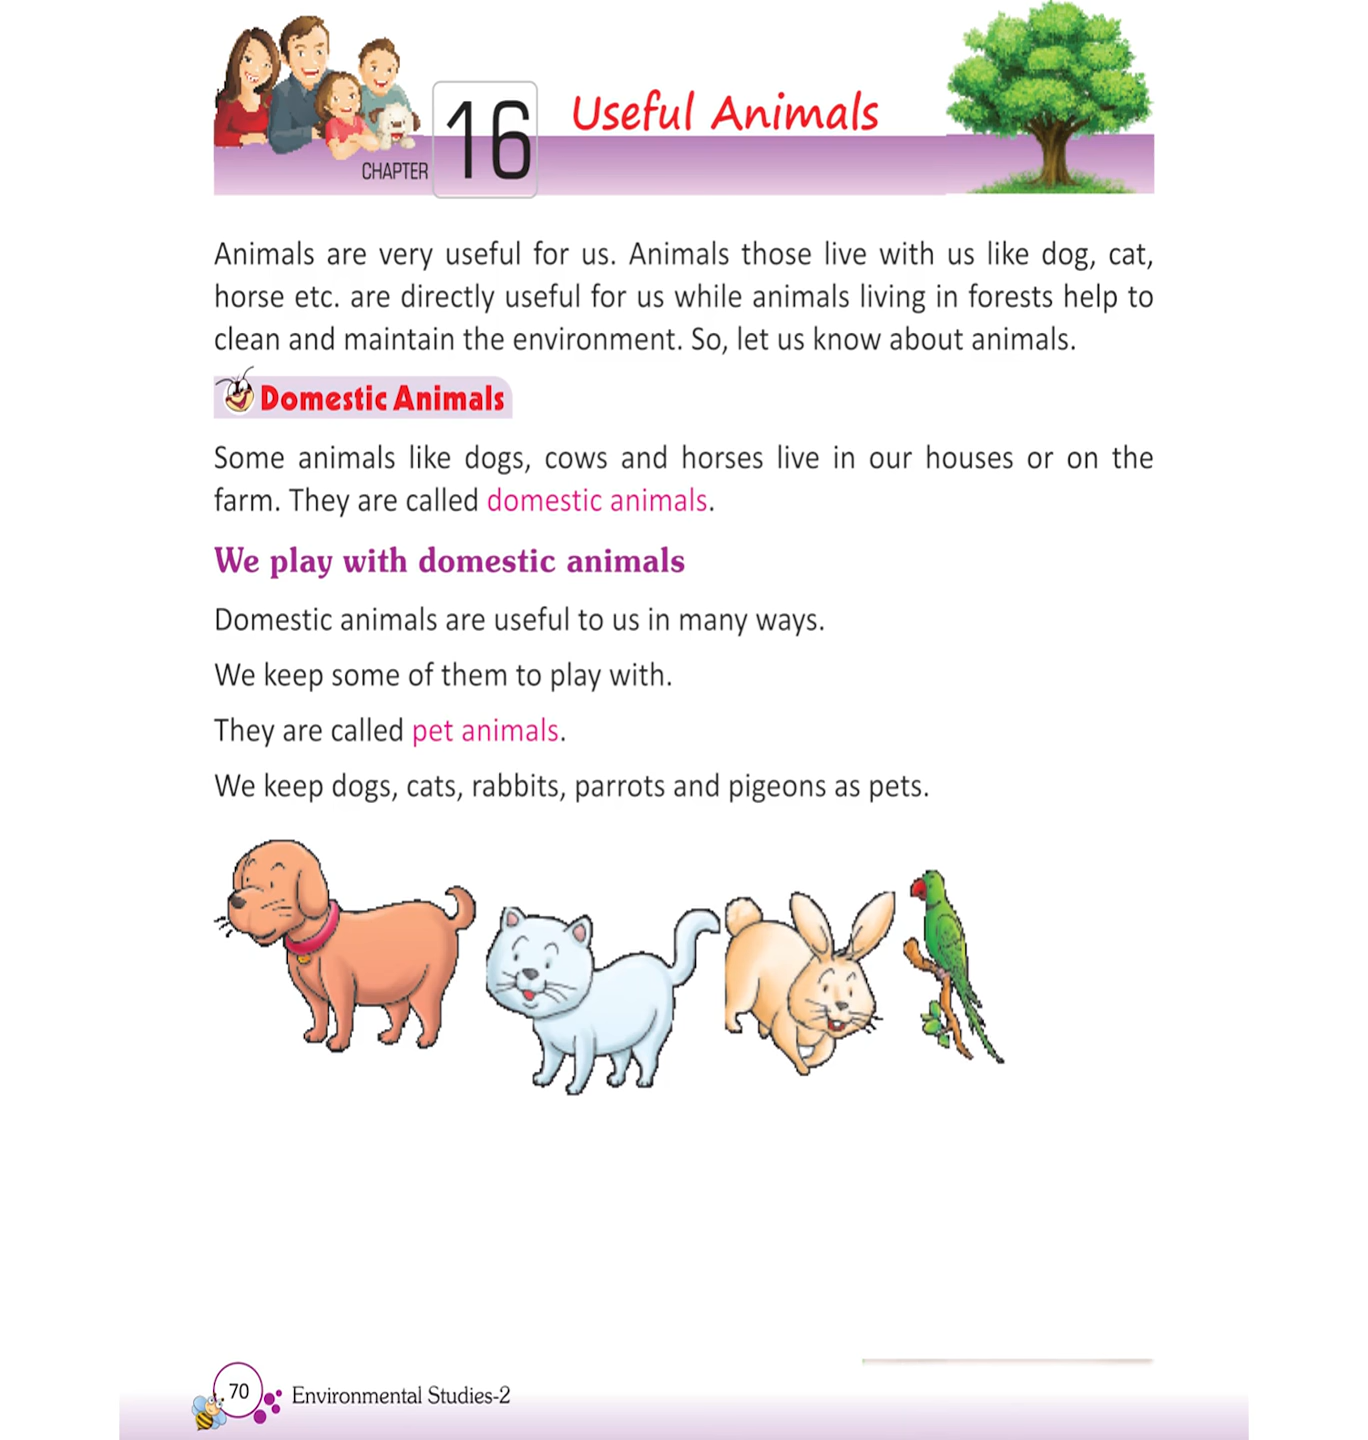 CHAPTER 16 Useful Animals
Animals are very useful for us. Animals those live with us like dog, cat,
horse etc. are directly useful for us while animals living in forests help to
clean and maintain the environment. So, let us know about animals.
Domestic Animals
Some animals like dogs, cows and horses live in our houses or on the
farm. They are called domestic animals.
We play with domestic animals
Domestic animals are useful to us in many ways.
We keep some of them to play with.
They are called pet animals.
We keep dogs, cats, rabbits, parrots and pigeons as pets.
70 Environmental Studies-2